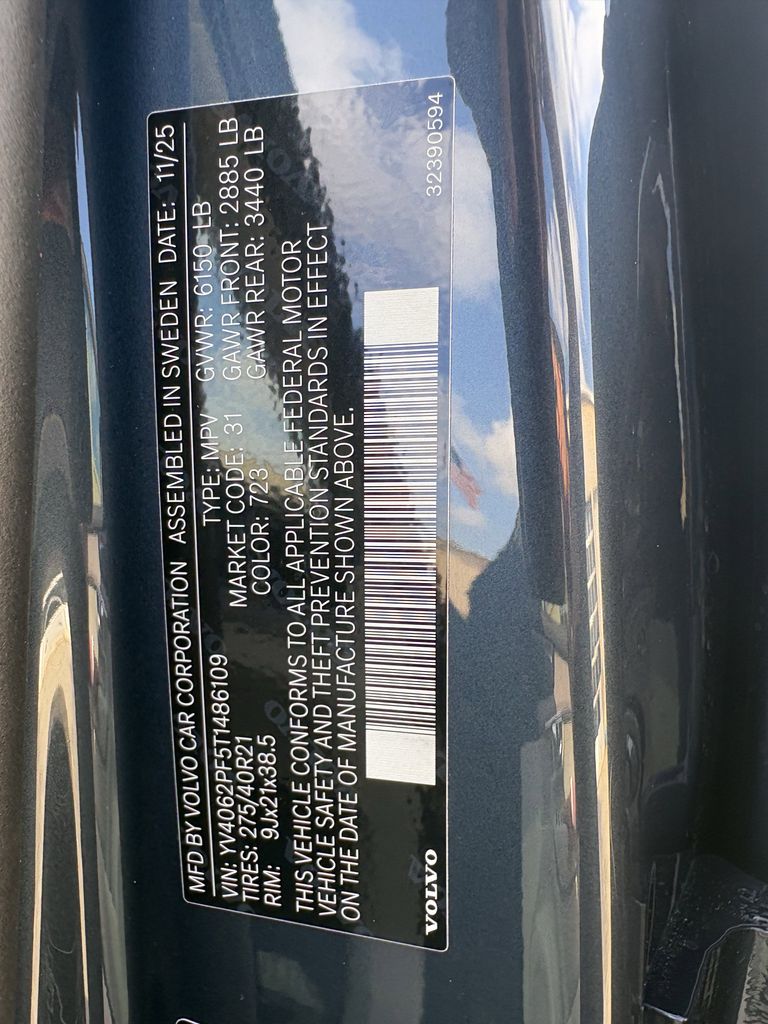 MFD BY VOLVO CAR CORPORATION ASSEMBLED IN SWEDEN DATE: 11/25
VIN: YV4062PF5T1486109 TYPE: MPV GVWR: 6150 LB
TIRES: 275/40R21 MARKET CODE: 31 GAWR FRONT: 2885 LB
RIM: 9Jx21x38.5 COLOR: 723 GAWR REAR: 3440 LB
THIS VEHICLE CONFORMS TO ALL APPLICABLE FEDERAL MOTOR
VEHICLE SAFETY AND THEFT PREVENTION STANDARDS IN EFFECT
ON THE DATE OF MANUFACTURE SHOWN ABOVE.
VOLVO
32390594